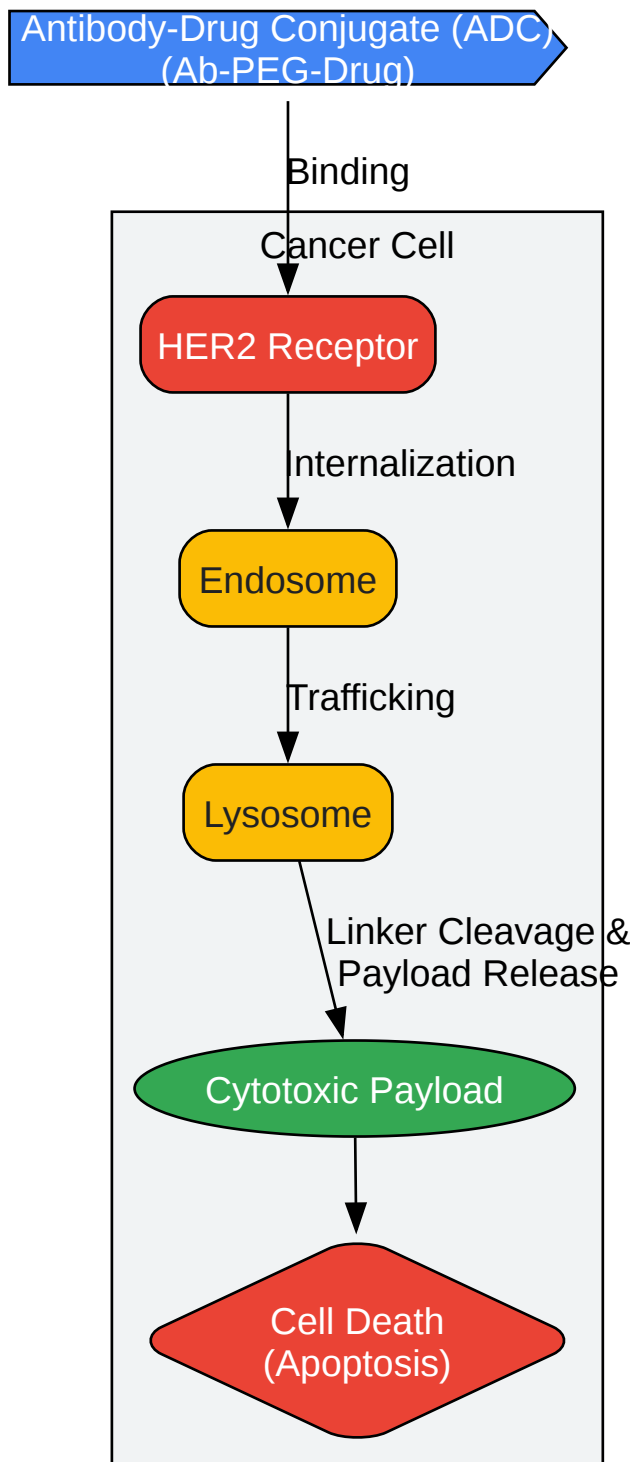 Antibody-Drug Conjugate (ADC)
(Ab-PEG-Drug)
Binding
Cancer Cell
HER2 Receptor
Internalization
Endosome
Trafficking
Lysosome
Linker Cleavage &
Payload Release
Cytotoxic Payload
Cell Death
(Apoptosis)